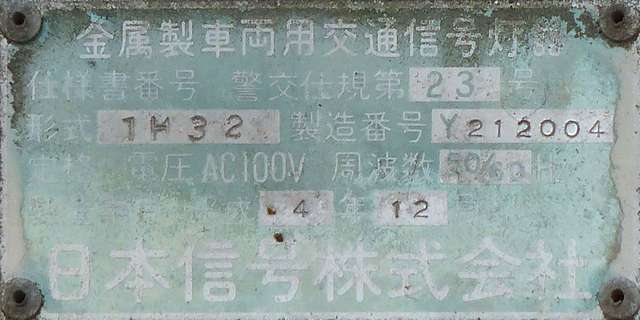 金属製車両用交通信号灯器
仕様書番号 警交仕規第 23 号
形式 1H32 製造番号 Y212004
定格 電圧 AC100V 周波数 50/60 H
製造年月 平成 4 年 12 月
日本信号株式会社